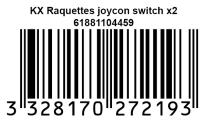 KX Raquettes joycon switch x2
61881104459
3 328170 272193